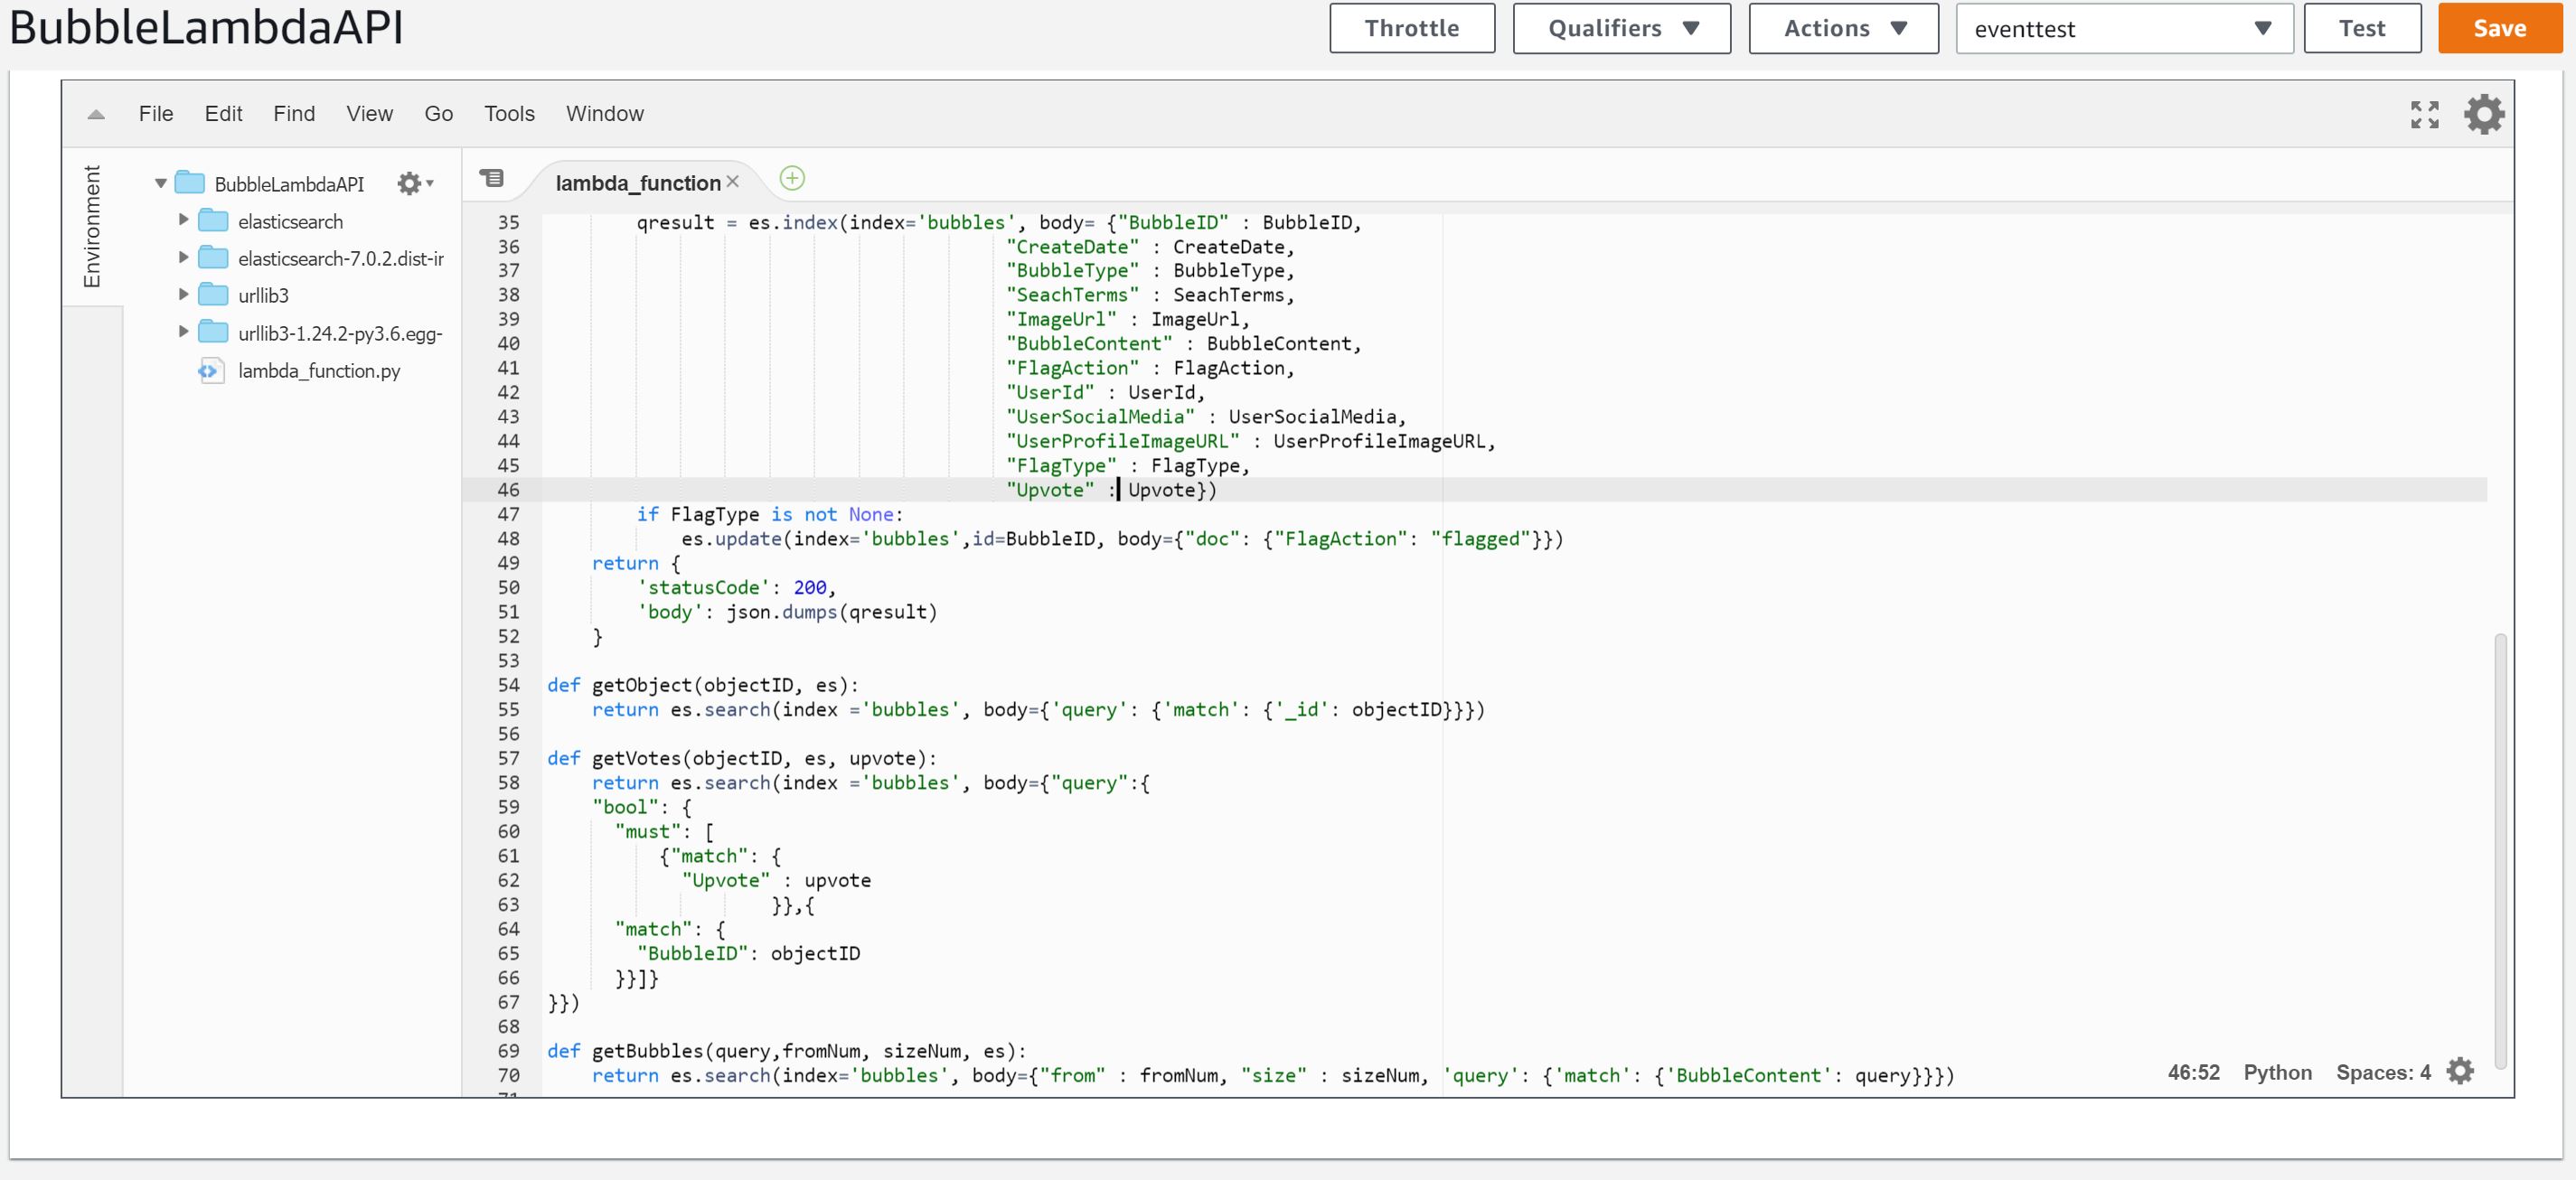 BubbleLambdaAPI
Throttle
Qualifiers
Actions
eventtest
Test
Save
File Edit Find View Go Tools Window
Environment
BubbleLambdaAPI
elasticsearch
elasticsearch-7.0.2.dist-ir
urllib3
urllib3-1.24.2-py3.6.egg-
lambda_function.py
lambda_function
35 qresult = es.index(index='bubbles', body= {"BubbleID" : BubbleID,
36 "CreateDate" : CreateDate,
37 "BubbleType" : BubbleType,
38 "SeachTerms" : SeachTerms,
39 "ImageUrl" : ImageUrl,
40 "BubbleContent" : BubbleContent,
41 "FlagAction" : FlagAction,
42 "UserId" : UserId,
43 "UserSocialMedia" : UserSocialMedia,
44 "UserProfileImageURL" : UserProfileImageURL,
45 "FlagType" : FlagType,
46 "Upvote" : Upvote})
47 if FlagType is not None:
48 es.update(index='bubbles',id=BubbleID, body={"doc": {"FlagAction": "flagged"}})
49 return {
50 'statusCode': 200,
51 'body': json.dumps(qresult)
52 }
53
54 def getObject(objectID, es):
55 return es.search(index ='bubbles', body={'query': {'match': {'_id': objectID}}})
56
57 def getVotes(objectID, es, upvote):
58 return es.search(index ='bubbles', body={"query":{
59 "bool": {
60 "must": [
61 {"match": {
62 "Upvote" : upvote
63 }},{
64 "match": {
65 "BubbleID": objectID
66 }}]}
67 }})
68
69 def getBubbles(query,fromNum, sizeNum, es):
70 return es.search(index='bubbles', body={"from" : fromNum, "size" : sizeNum, 'query': {'match': {'BubbleContent': query}}})
71
46:52 Python Spaces: 4